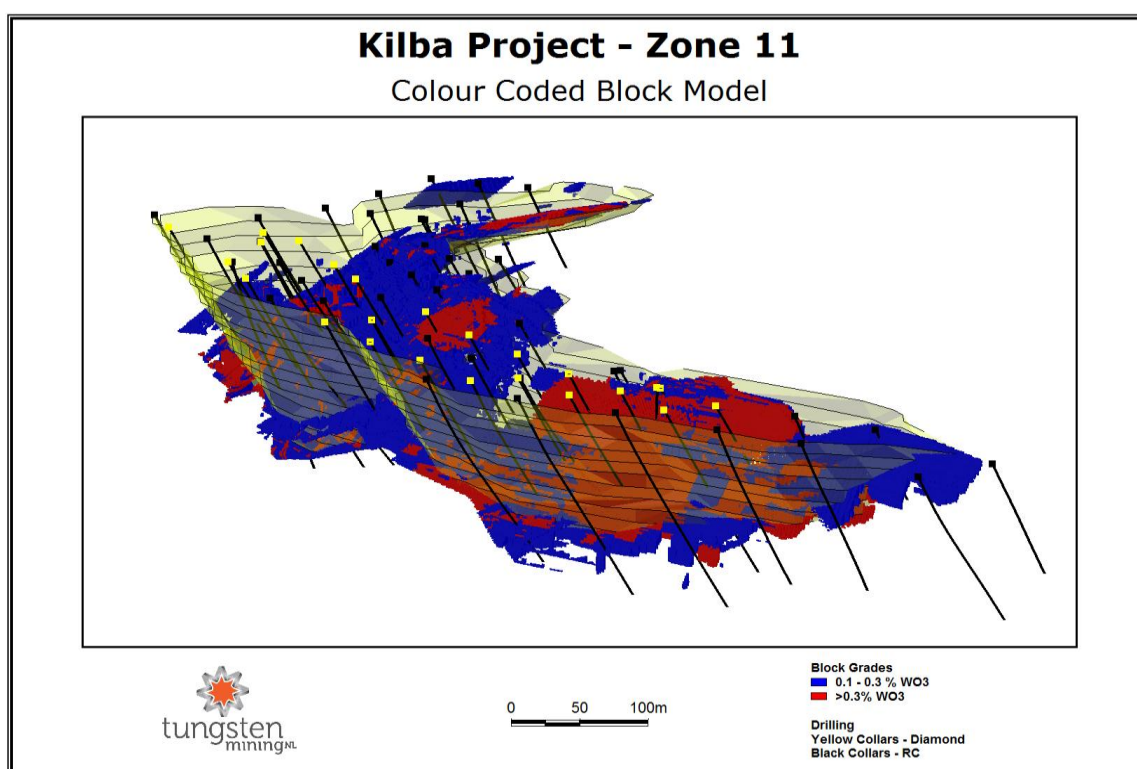 Kilba Project - Zone 11
Colour Coded Block Model
tungsten
miningNL
0 50 100m
Block Grades
0.1 - 0.3 % WO3
>0.3% WO3
Drilling
Yellow Collars - Diamond
Black Collars - RC